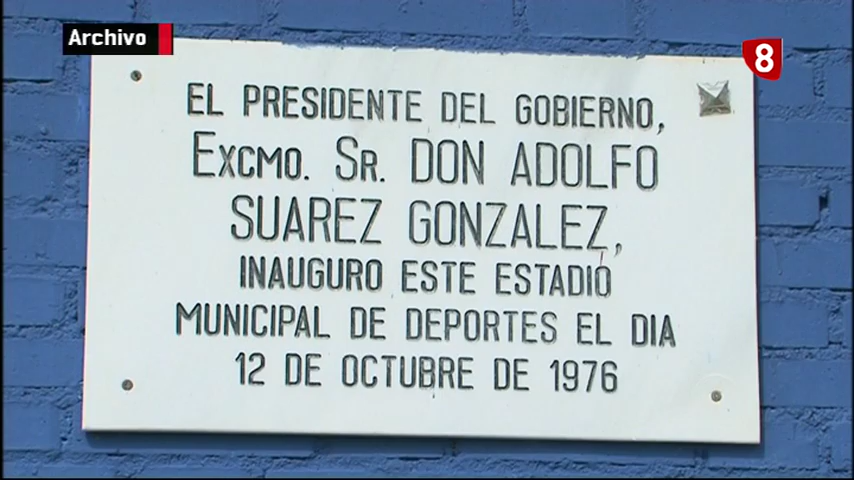 Archivo
8
EL PRESIDENTE DEL GOBIERNO,
EXCMO. SR. DON ADOLFO
SUAREZ GONZALEZ,
INAUGURO ESTE ESTADIO
MUNICIPAL DE DEPORTES EL DIA
12 DE OCTUBRE DE 1976